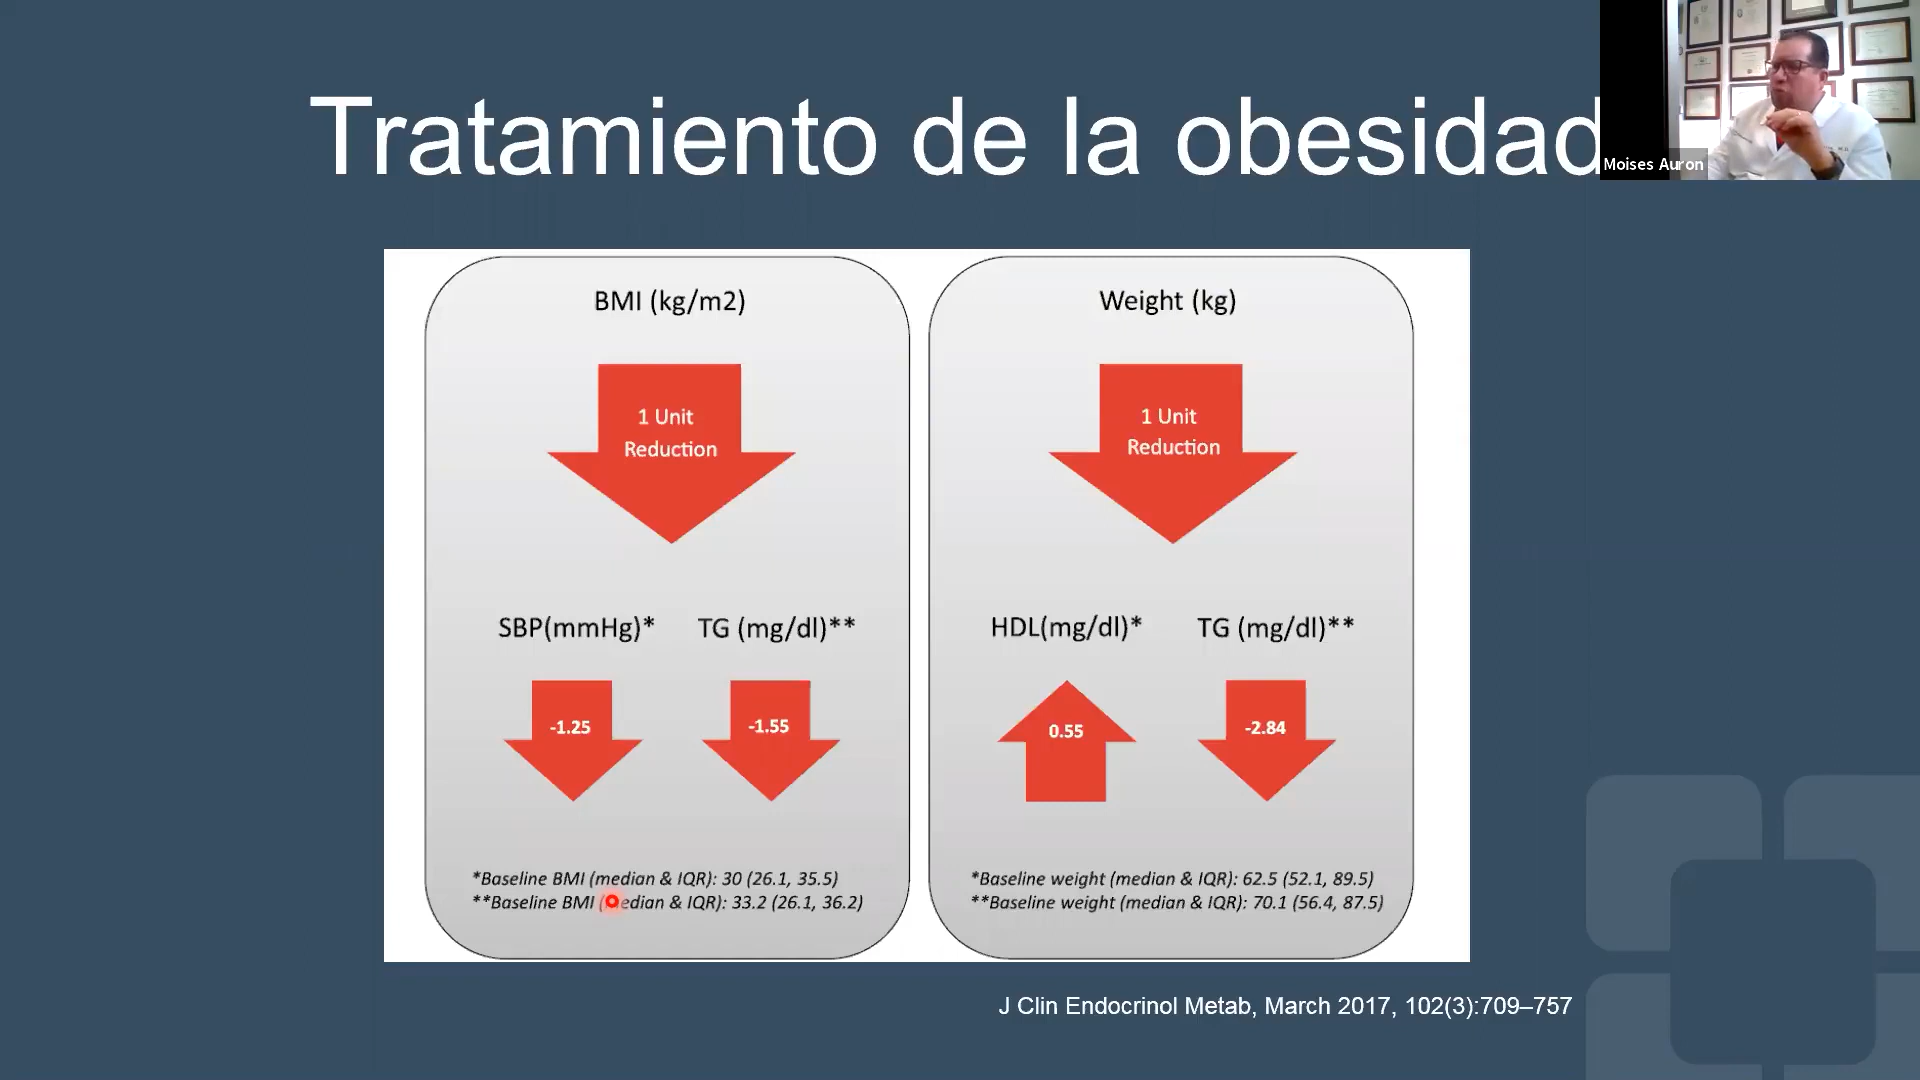 Tratamiento de la obesidad
Moises Auron
BMI (kg/m2)
1 Unit
Reduction
SBP(mmHg)* TG (mg/dl)**
-1.25 -1.55
*Baseline BMI (median & IQR): 30 (26.1, 35.5)
**Baseline BMI (median & IQR): 33.2 (26.1, 36.2)
Weight (kg)
1 Unit
Reduction
HDL(mg/dl)* TG (mg/dl)**
0.55 -2.84
*Baseline weight (median & IQR): 62.5 (52.1, 89.5)
**Baseline weight (median & IQR): 70.1 (56.4, 87.5)
J Clin Endocrinol Metab, March 2017, 102(3):709–757